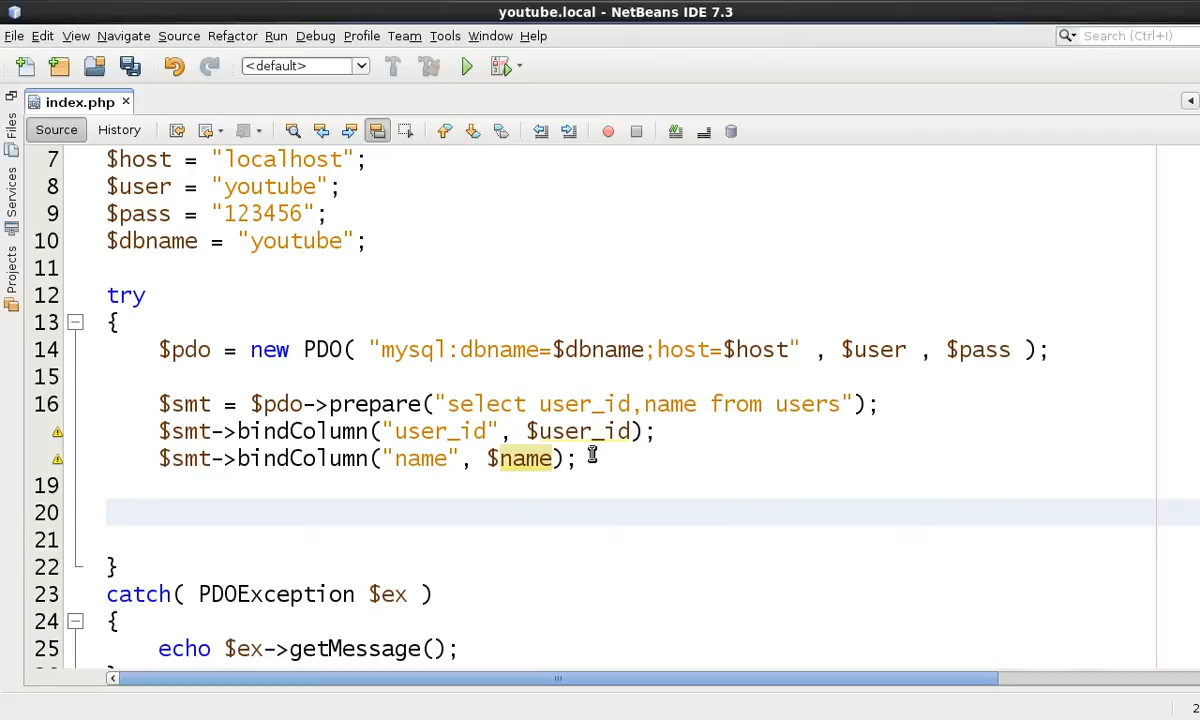 youtube.local - NetBeans IDE 7.3
File Edit View Navigate Source Refactor Run Debug Profile Team Tools Window Help
Search (Ctrl+I)
<default>
index.php
Source History
Files
Services
Projects
7 $host = "localhost";
8 $user = "youtube";
9 $pass = "123456";
10 $dbname = "youtube";
11
12 try
13 {
14 $pdo = new PDO( "mysql:dbname=$dbname;host=$host" , $user , $pass );
15
16 $smt = $pdo->prepare("select user_id,name from users");
$smt->bindColumn("user_id", $user_id);
$smt->bindColumn("name", $name);
19
20
21
22 }
23 catch( PDOException $ex )
24 {
25 echo $ex->getMessage();
2